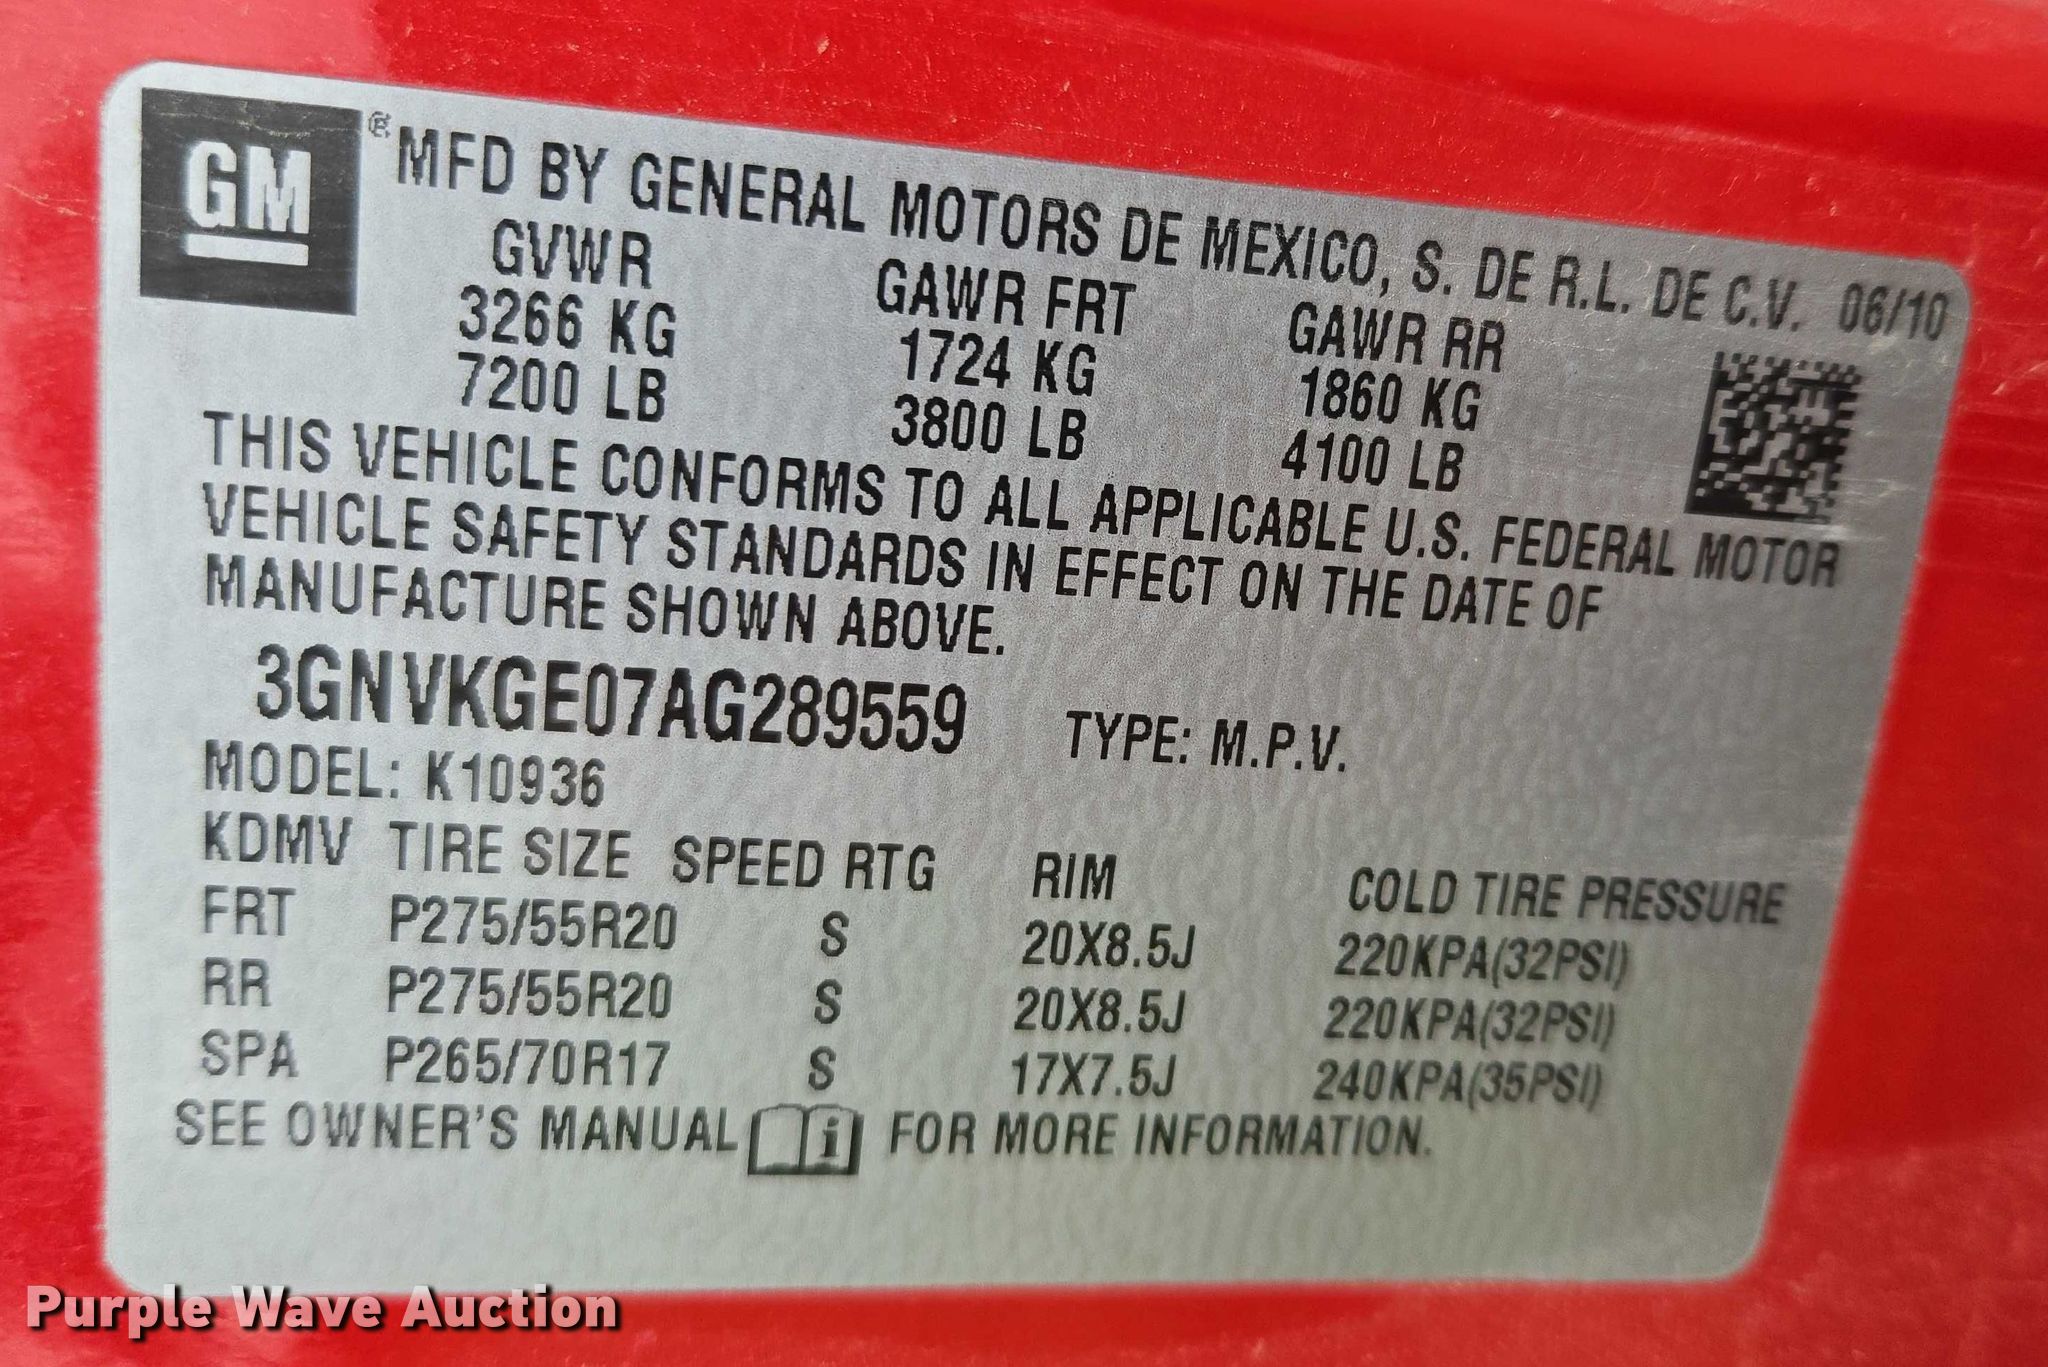 GM
® MFD BY GENERAL MOTORS DE MEXICO, S. DE R.L. DE C.V. 06/10
GVWR GAWR FRT GAWR RR
3266 KG 1724 KG 1860 KG
7200 LB 3800 LB 4100 LB
THIS VEHICLE CONFORMS TO ALL APPLICABLE U.S. FEDERAL MOTOR
VEHICLE SAFETY STANDARDS IN EFFECT ON THE DATE OF
MANUFACTURE SHOWN ABOVE.
3GNVKGE07AG289559 TYPE: M.P.V.
MODEL: K10936
KDMV TIRE SIZE SPEED RTG RIM COLD TIRE PRESSURE
FRT P275/55R20 S 20X8.5J 220KPA(32PSI)
RR P275/55R20 S 20X8.5J 220KPA(32PSI)
SPA P265/70R17 S 17X7.5J 240KPA(35PSI)
SEE OWNER'S MANUAL i FOR MORE INFORMATION.
Purple Wave Auction